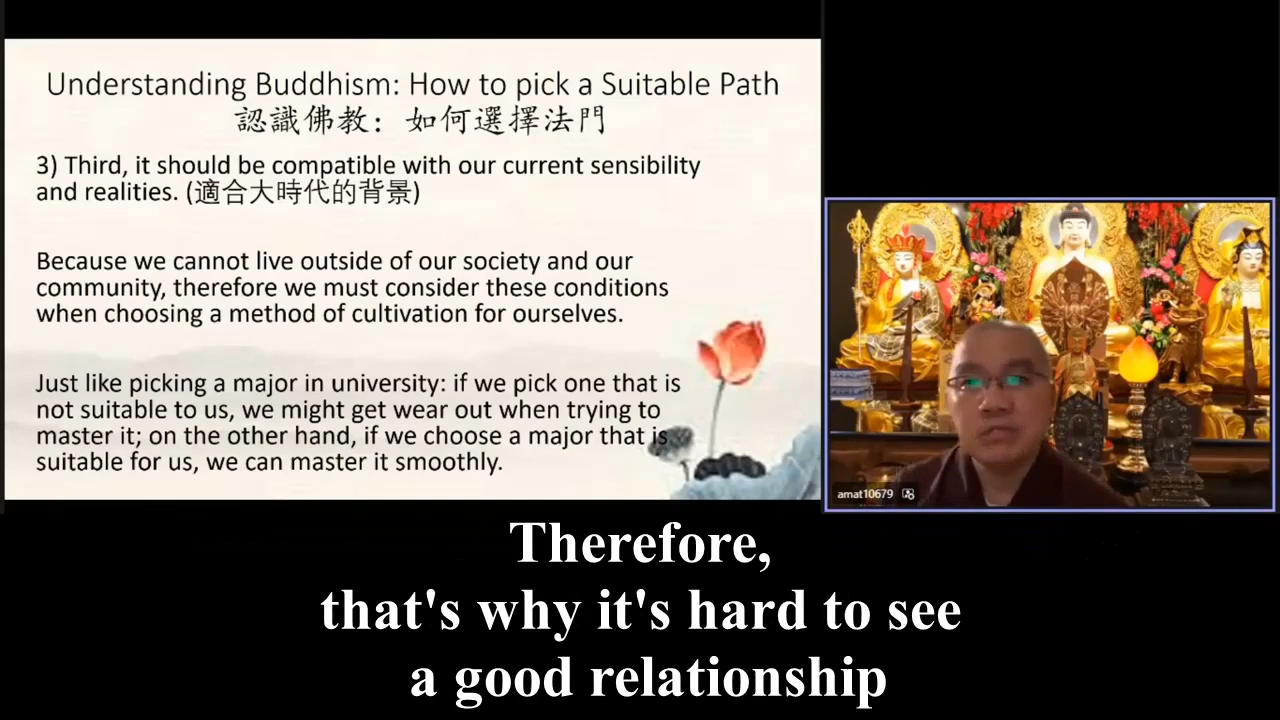 Understanding Buddhism: How to pick a Suitable Path
認識佛教：如何選擇法門
3) Third, it should be compatible with our current sensibility
and realities. (適合大時代的背景)
Because we cannot live outside of our society and our
community, therefore we must consider these conditions
when choosing a method of cultivation for ourselves.
Just like picking a major in university: if we pick one that is
not suitable to us, we might get wear out when trying to
master it; on the other hand, if we choose a major that is
suitable for us, we can master it smoothly.
amat10679
Therefore,
that's why it's hard to see
a good relationship